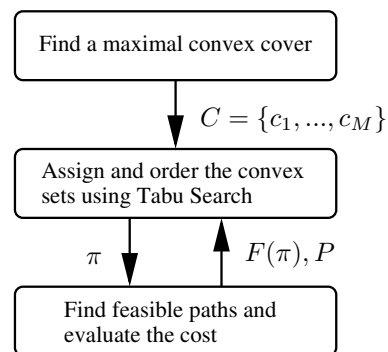 Find a maximal convex cover
C = {c₁, ..., c_M}
Assign and order the convex
sets using Tabu Search
π
F(π), P
Find feasible paths and
evaluate the cost